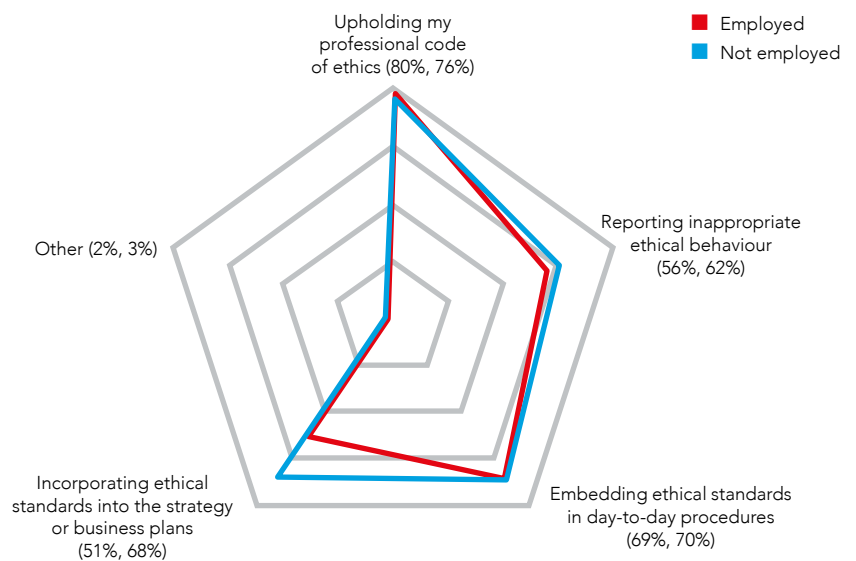 Upholding my
professional code
of ethics (80%, 76%)
Employed
Not employed
Reporting inappropriate
ethical behaviour
(56%, 62%)
Other (2%, 3%)
Incorporating ethical
standards into the strategy
or business plans
(51%, 68%)
Embedding ethical standards
in day-to-day procedures
(69%, 70%)